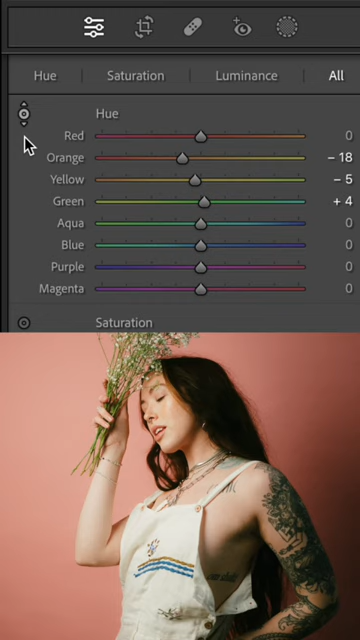 Hue Saturation Luminance All
Hue
Red 0
Orange – 18
Yellow – 5
Green + 4
Aqua 0
Blue 0
Purple 0
Magenta 0
Saturation